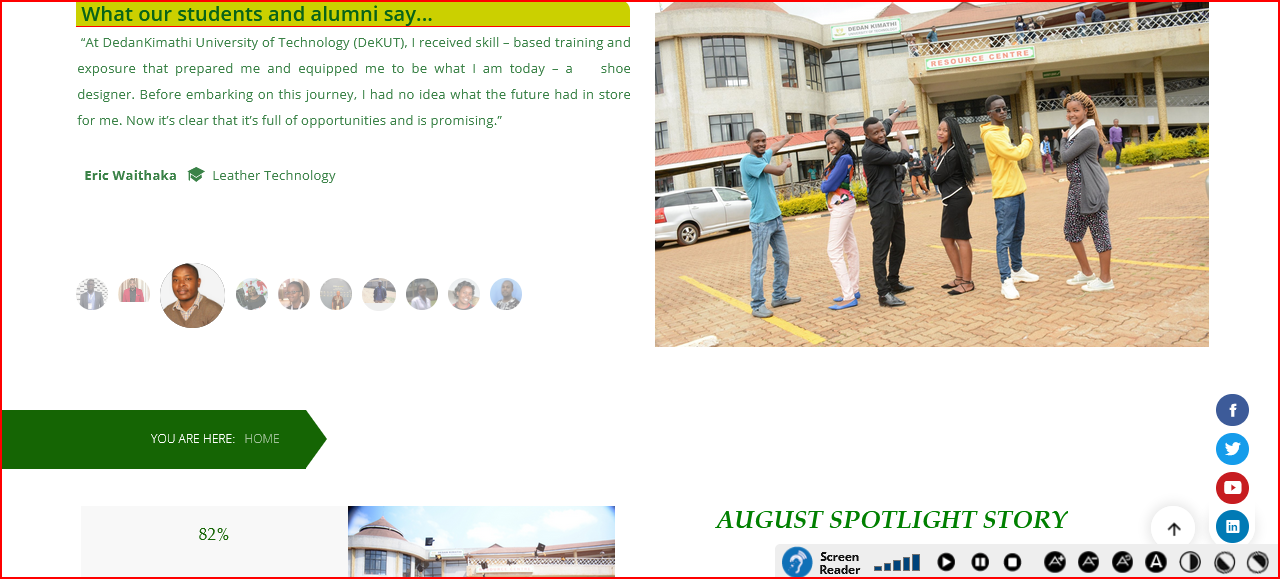 What our students and alumni say...
“At DedanKimathi University of Technology (DeKUT), I received skill – based training and
exposure that prepared me and equipped me to be what I am today – a shoe
designer. Before embarking on this journey, I had no idea what the future had in store
for me. Now it’s clear that it’s full of opportunities and is promising.”
Eric Waithaka Leather Technology
DEDAN KIMATHI
RESOURCE CENTRE
YOU ARE HERE: HOME
82%
AUGUST SPOTLIGHT STORY
Screen
Reader